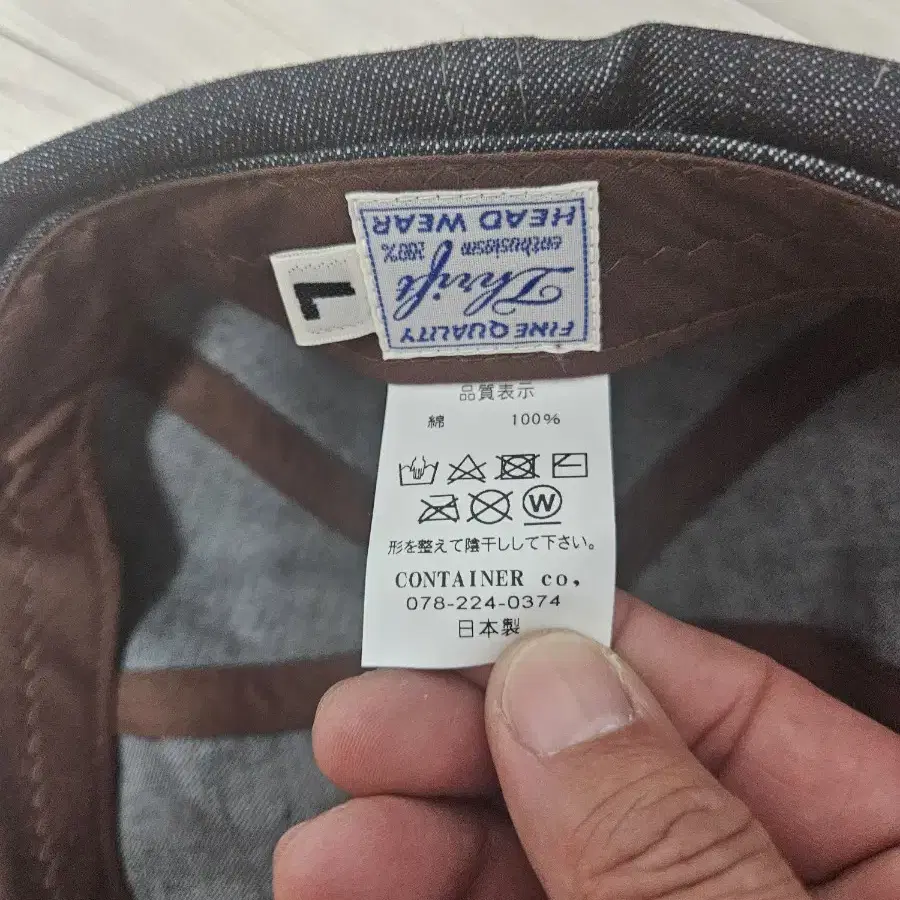 FINE QUALITY
Thrift
enthusiasm 100%
HEAD WEAR
L
品質表示
綿 100%
W
形を整えて陰干しして下さい。
CONTAINER co,
078-224-0374
日本製